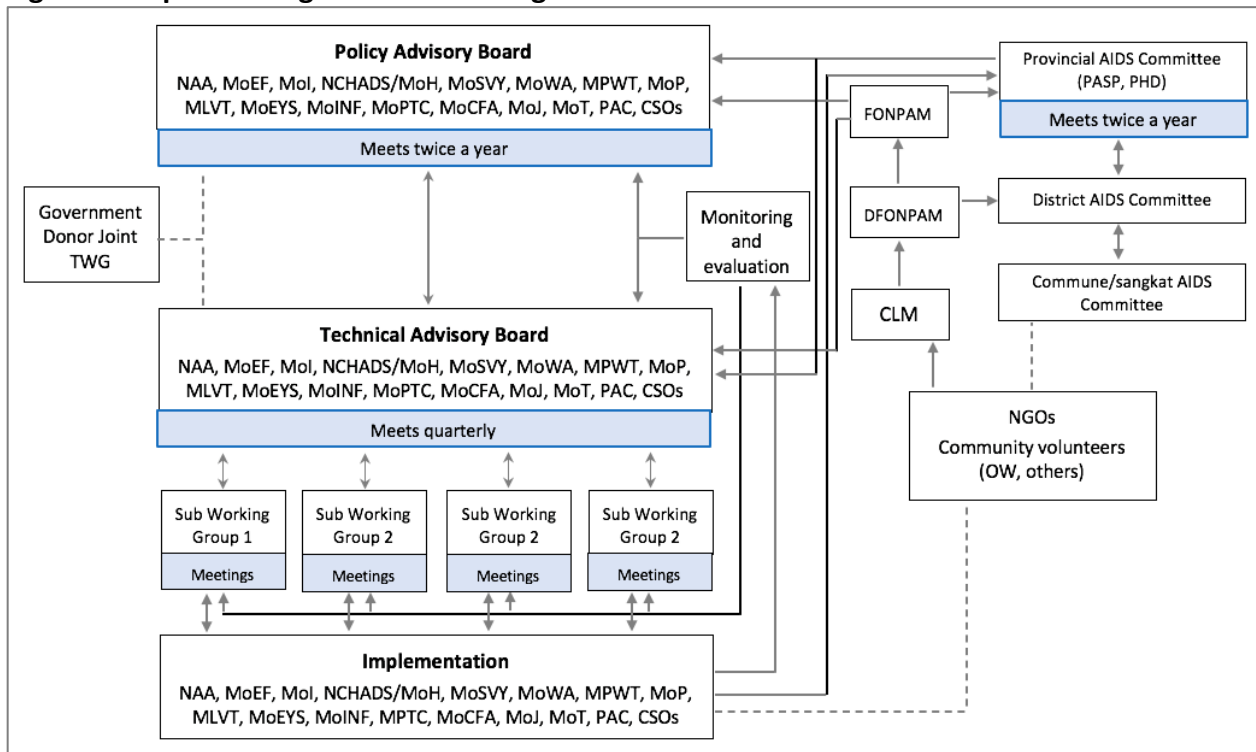 Policy Advisory Board
NAA, MoEF, MoI, NCHADS/MoH, MoSVY, MoWA, MPWT, MoP,
MLVT, MoEYS, MoINF, MoPTC, MoCFA, MoJ, MoT, PAC, CSOs
Meets twice a year
Provincial AIDS Committee
(PASP, PHD)
Meets twice a year
FONPAM
Government
Donor Joint
TWG
Monitoring
and
evaluation
DFONPAM
District AIDS Committee
CLM
Commune/sangkat AIDS
Committee
Technical Advisory Board
NAA, MoEF, MoI, NCHADS/MoH, MoSVY, MoWA, MPWT, MoP,
MLVT, MoEYS, MoINF, MoPTC, MoCFA, MoJ, MoT, PAC, CSOs
Meets quarterly
NGOs
Community volunteers
(OW, others)
Sub Working
Group 1
Meetings
Sub Working
Group 2
Meetings
Sub Working
Group 2
Meetings
Sub Working
Group 2
Meetings
Implementation
NAA, MoEF, MoI, NCHADS/MoH, MoSVY, MoWA, MPWT, MoP,
MLVT, MoEYS, MoINF, MPTC, MoCFA, MoJ, MoT, PAC, CSOs